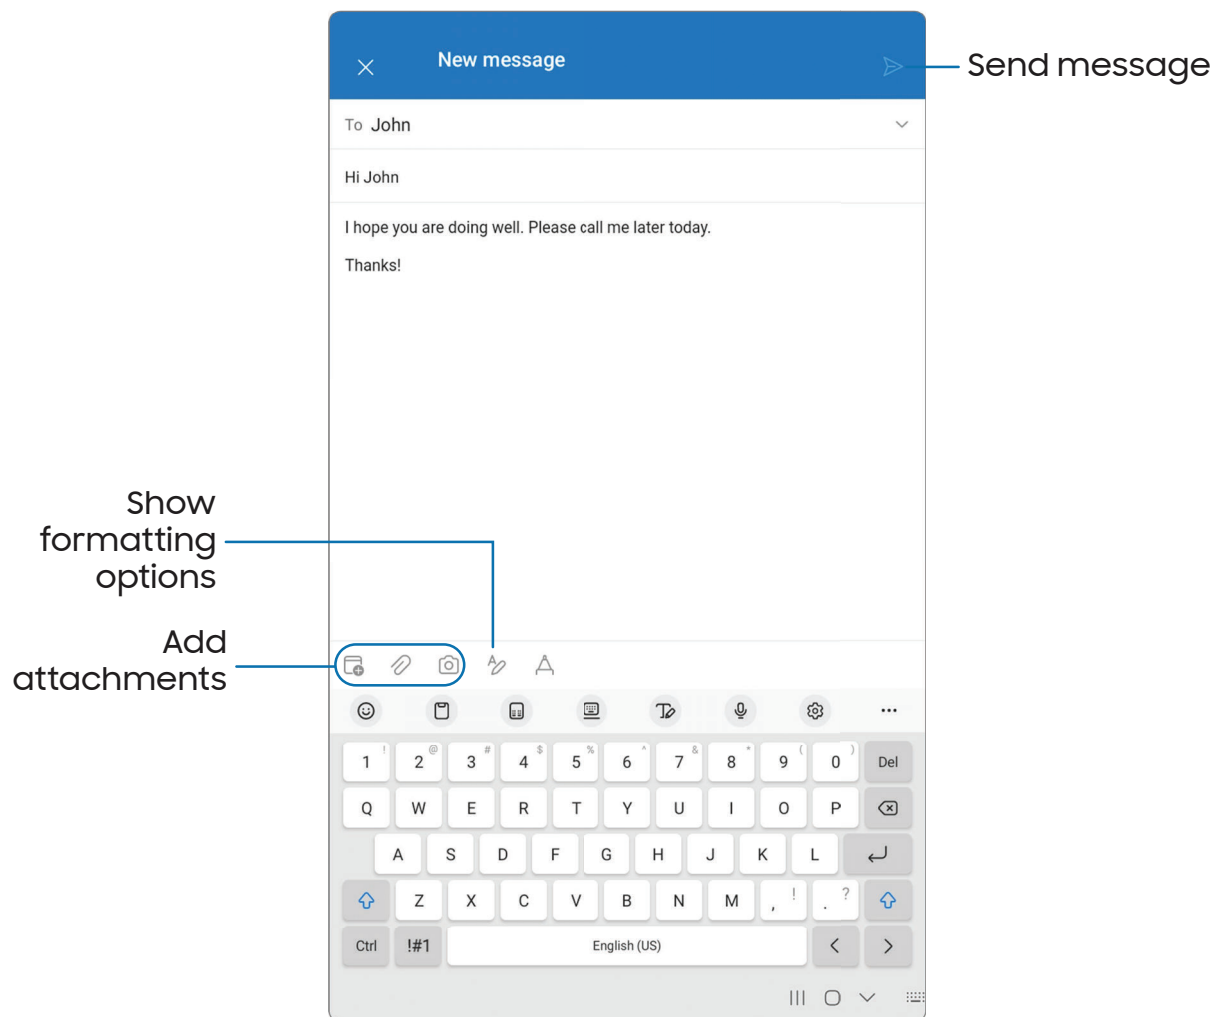 New message
Send message
To John
Hi John
I hope you are doing well. Please call me later today.
Thanks!
Show
formatting
options
Add
attachments
1 ! 2 @ 3 # 4 $ 5 % 6 ^ 7 & 8 * 9 ( 0 ) Del
Q W E R T Y U I O P
A S D F G H J K L
Z X C V B N M , ! . ?
Ctrl !#1 English (US) < >